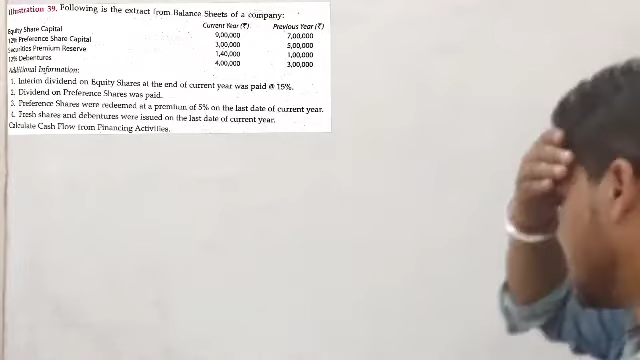 Illustration 39. Following is the extract from Balance Sheets of a company:
Current Year (₹) Previous Year (₹)
Equity Share Capital 9,00,000 7,00,000
12% Preference Share Capital 3,00,000 5,00,000
Securities Premium Reserve 1,40,000 1,00,000
12% Debentures 4,00,000 3,00,000
Additional Information:
1. Interim dividend on Equity Shares at the end of current year was paid @ 15%.
2. Dividend on Preference Shares was paid.
3. Preference Shares were redeemed at a premium of 5% on the last date of current year.
4. Fresh shares and debentures were issued on the last date of current year.
Calculate Cash Flow from Financing Activities.